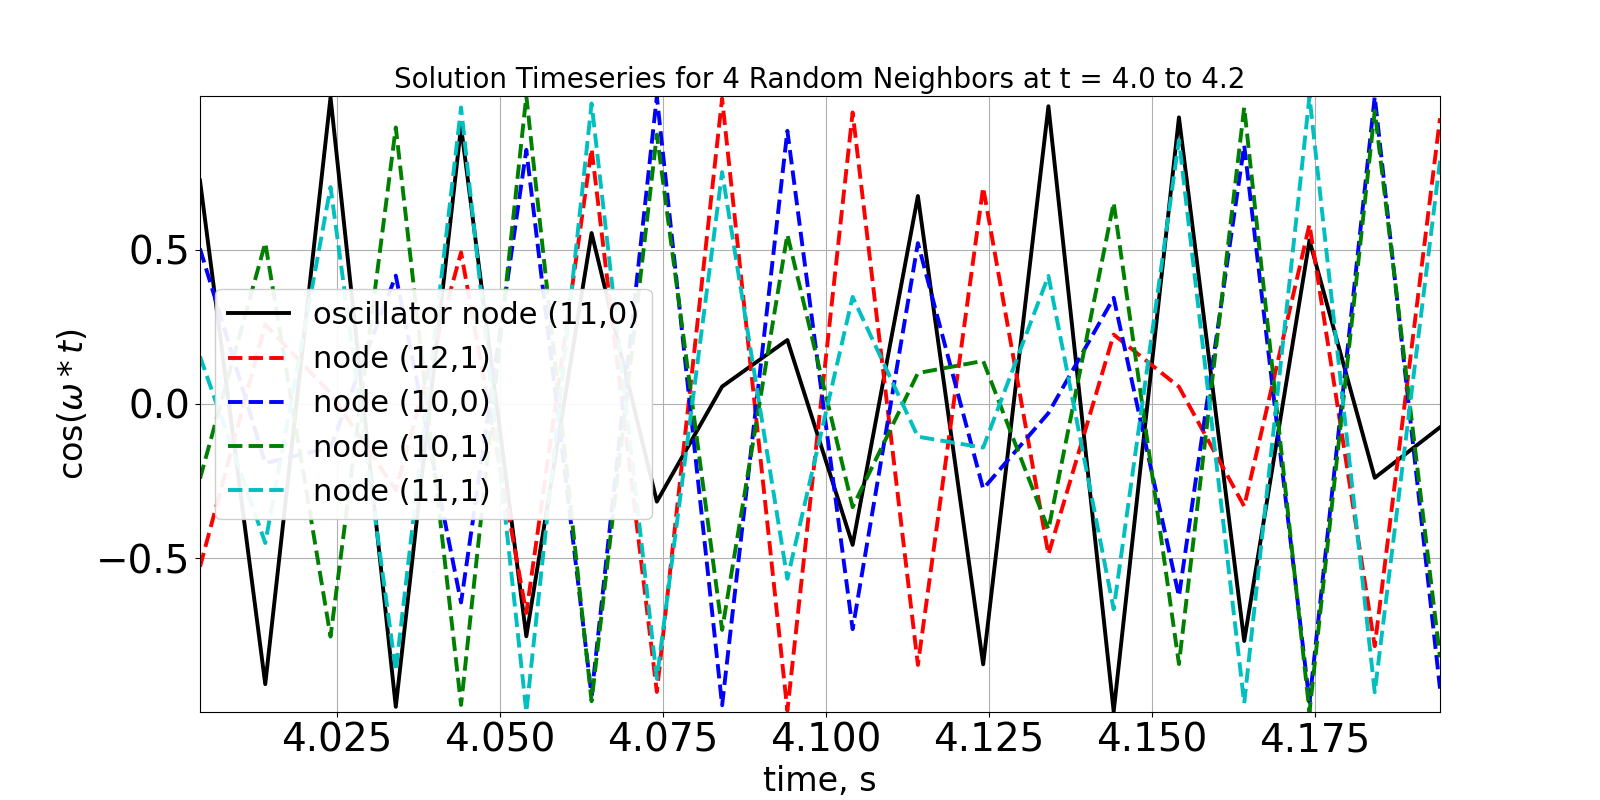 Solution Timeseries for 4 Random Neighbors at t = 4.0 to 4.2
cos(ω * t)
0.5
0.0
−0.5
oscillator node (11,0)
node (12,1)
node (10,0)
node (10,1)
node (11,1)
4.025 4.050 4.075 4.100 4.125 4.150 4.175
time, s